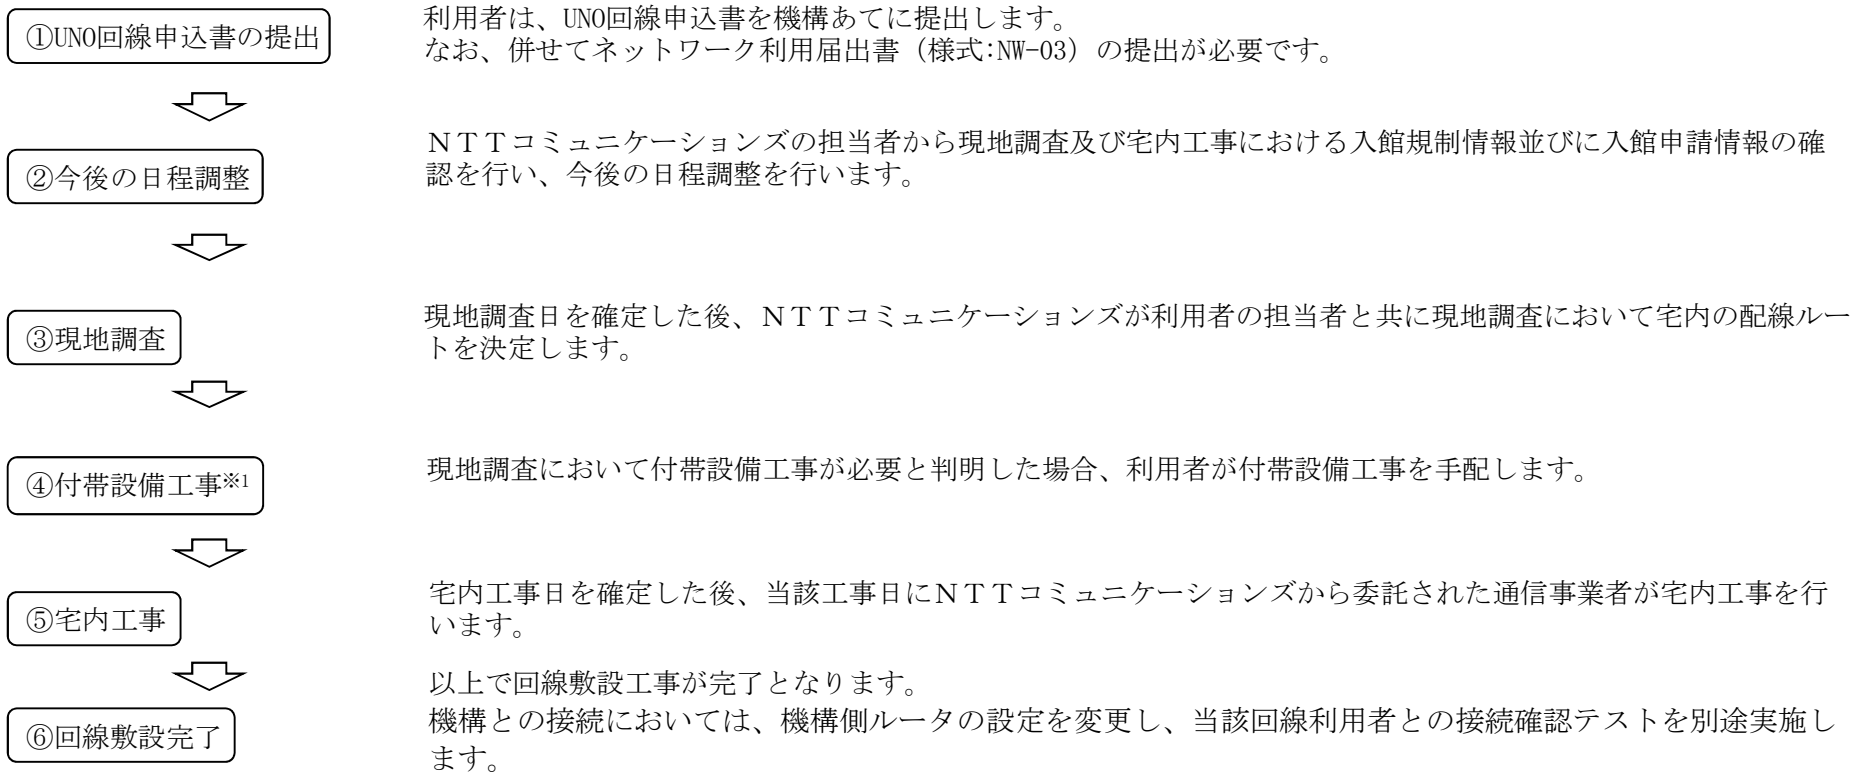 ①UNO回線申込書の提出
利用者は、UNO回線申込書を機構あてに提出します。
なお、併せてネットワーク利用届出書（様式:NW-03）の提出が必要です。
②今後の日程調整
ＮＴＴコミュニケーションズの担当者から現地調査及び宅内工事における入館規制情報並びに入館申請情報の確
認を行い、今後の日程調整を行います。
③現地調査
現地調査日を確定した後、ＮＴＴコミュニケーションズが利用者の担当者と共に現地調査において宅内の配線ルー
トを決定します。
④付帯設備工事※1
現地調査において付帯設備工事が必要と判明した場合、利用者が付帯設備工事を手配します。
⑤宅内工事
宅内工事日を確定した後、当該工事日にＮＴＴコミュニケーションズから委託された通信事業者が宅内工事を行
います。
⑥回線敷設完了
以上で回線敷設工事が完了となります。
機構との接続においては、機構側ルータの設定を変更し、当該回線利用者との接続確認テストを別途実施し
ます。